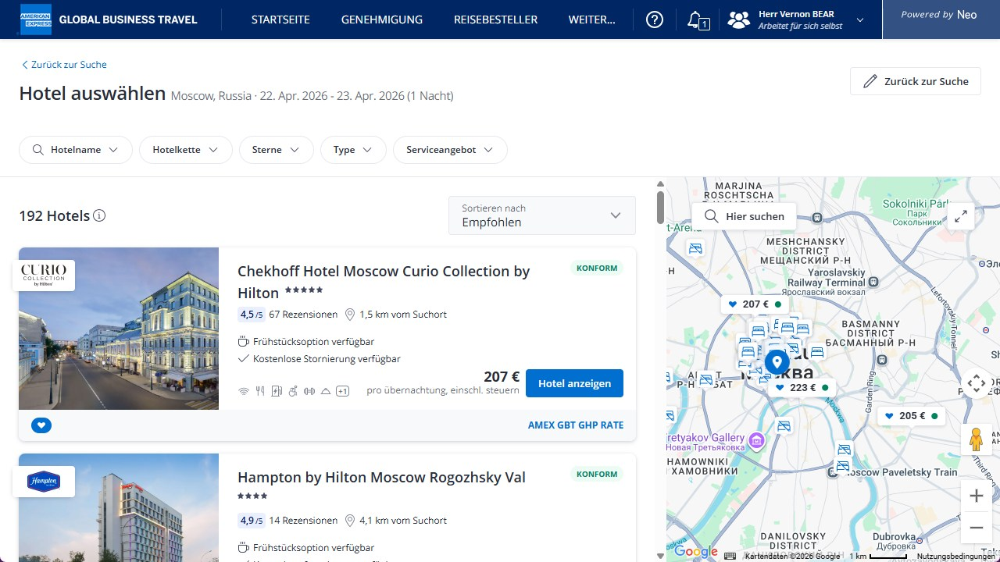 AMERICAN EXPRESS
GLOBAL BUSINESS TRAVEL
STARTSEITE
GENEHMIGUNG
REISEBESTELLER
WEITER...
1
Herr Vernon BEAR
Arbeitet für sich selbst
Powered by Neo
Zurück zur Suche
Hotel auswählen
Moscow, Russia · 22. Apr. 2026 - 23. Apr. 2026 (1 Nacht)
Zurück zur Suche
Hotelname
Hotelkette
Sterne
Type
Serviceangebot
192 Hotels
Sortieren nach
Empfohlen
CURIO
COLLECTION
by Hilton
Chekhoff Hotel Moscow Curio Collection by
Hilton
KONFORM
4,5 /5 67 Rezensionen
1,5 km vom Suchort
Frühstücksoption verfügbar
Kostenlose Stornierung verfügbar
+1
207 €
pro übernachtung, einschl. steuern
Hotel anzeigen
AMEX GBT GHP RATE
Hampton
Hampton by Hilton Moscow Rogozhsky Val
KONFORM
4,9 /5 14 Rezensionen
4,1 km vom Suchort
Frühstücksoption verfügbar
MARJINA
ROSCHTSCHA
Hier suchen
Sokolniki Park
Парк
Сокольники
t-Arena
MESHCHANSKY
DISTRICT
МЕЩАНСКИЙ Р-Н
Yaroslavskiy
Railway Terminal
Ярославский вокзал
Lefortovsky Tunnel
207 €
BASMANNY
DISTRICT
БАСМАННЫЙ Р-Н
223 €
Moskwa
Garden Ring
205 €
retyakov Gallery
Новая Третьяковка
HAMOWNIKI
ХАМОВНИКИ
Moscow Paveletsky Train
Third Ring
DANILOVSKY
DISTRICT
Dubrovka
Дубровка
Google
Kartendaten ©2026 Google
1 km
Nutzungsbedingungen